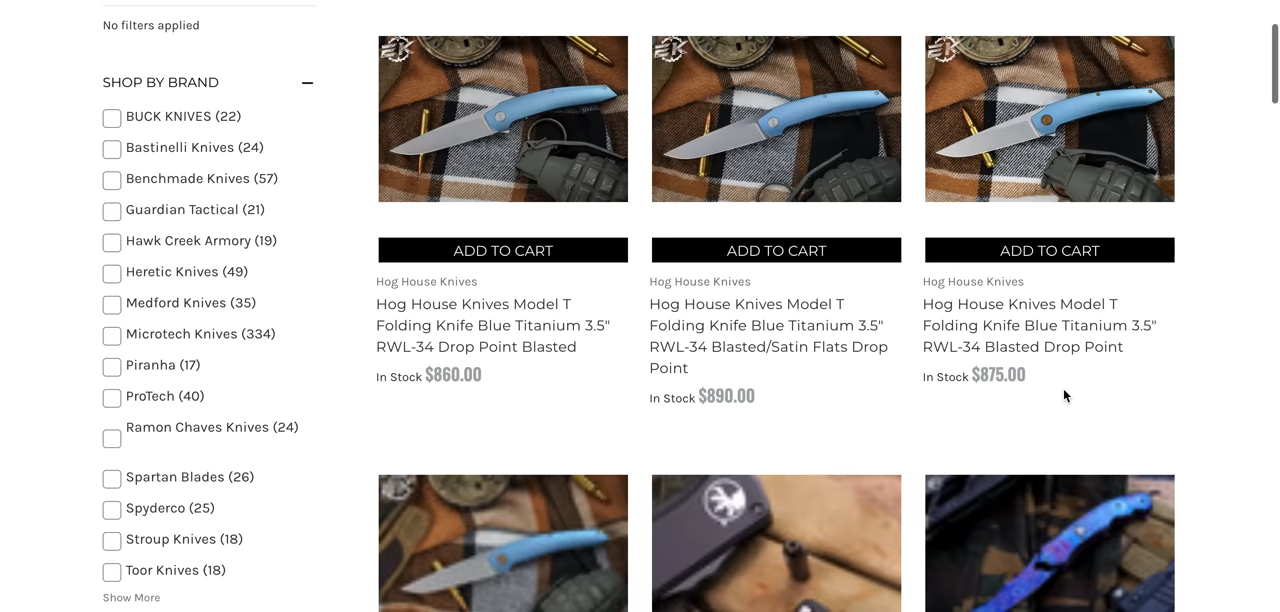 No filters applied
SHOP BY BRAND
BUCK KNIVES (22)
Bastinelli Knives (24)
Benchmade Knives (57)
Guardian Tactical (21)
Hawk Creek Armory (19)
Heretic Knives (49)
Medford Knives (35)
Microtech Knives (334)
Piranha (17)
ProTech (40)
Ramon Chaves Knives (24)
Spartan Blades (26)
Spyderco (25)
Stroup Knives (18)
Toor Knives (18)
Show More
ADD TO CART
Hog House Knives
Hog House Knives Model T
Folding Knife Blue Titanium 3.5"
RWL-34 Drop Point Blasted
In Stock $860.00
ADD TO CART
Hog House Knives
Hog House Knives Model T
Folding Knife Blue Titanium 3.5"
RWL-34 Blasted/Satin Flats Drop
Point
In Stock $890.00
ADD TO CART
Hog House Knives
Hog House Knives Model T
Folding Knife Blue Titanium 3.5"
RWL-34 Blasted Drop Point
In Stock $875.00